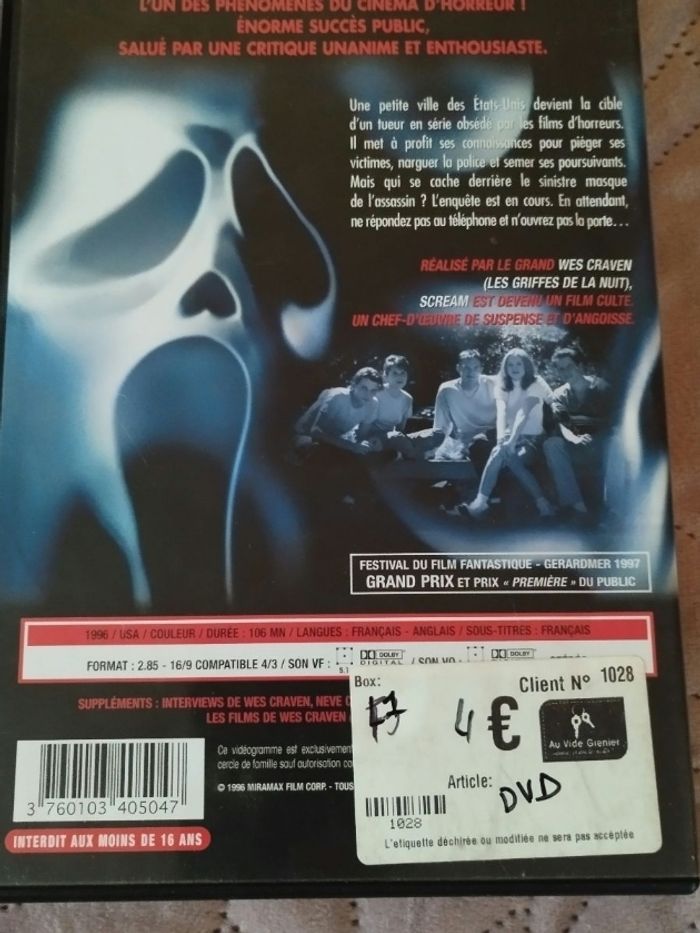 L'UN DES PHÉNOMÈNES DU CINÉMA D'HORREUR !
ÉNORME SUCCÈS PUBLIC,
SALUÉ PAR UNE CRITIQUE UNANIME ET ENTHOUSIASTE.
Une petite ville des États-Unis devient la cible
d'un tueur en série obsédé par les films d'horreurs.
Il met à profit ses connaissances pour piéger ses
victimes, narguer la police et semer ses poursuivants.
Mais qui se cache derrière le sinistre masque
de l'assassin ? L'enquête est en cours. En attendant,
ne répondez pas au téléphone et n'ouvrez pas la porte...
RÉALISÉ PAR LE GRAND WES CRAVEN
(LES GRIFFES DE LA NUIT),
SCREAM EST DEVENU UN FILM CULTE.
UN CHEF-D'ŒUVRE DE SUSPENSE ET D'ANGOISSE.
FESTIVAL DU FILM FANTASTIQUE - GERARDMER 1997
GRAND PRIX ET PRIX « PREMIÈRE » DU PUBLIC
1996 / USA / COULEUR / DURÉE : 106 MN / LANGUES : FRANÇAIS - ANGLAIS / SOUS-TITRES : FRANÇAIS
FORMAT : 2.85 - 16/9 COMPATIBLE 4/3 / SON VF : 5.1 DOLBY DIGITAL / SON VO : DOLBY
SUPPLÉMENTS : INTERVIEWS DE WES CRAVEN, NEVE
LES FILMS DE WES CRAVEN
Ce vidéogramme est exclusivement
cercle de famille sauf autorisation
© 1996 MIRAMAX FILM CORP. - TOUS
3 760103 405047
INTERDIT AUX MOINS DE 16 ANS
Box:
Client N° 1028
4 €
Au Vide Grenier
Article: DVD
1028
L'etiquette déchirée ou modifiée ne sera pas acceptée